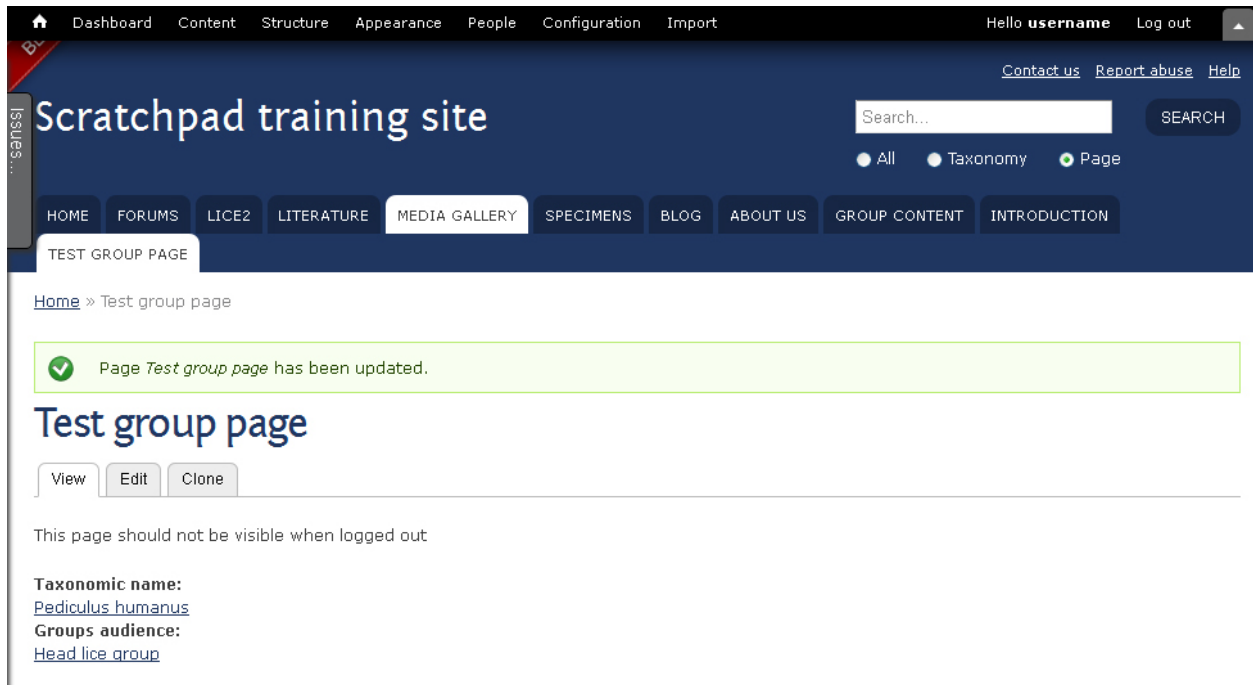 Dashboard Content Structure Appearance People Configuration Import Hello username Log out
Contact us Report abuse Help
Issues...
Scratchpad training site
Search... SEARCH
All Taxonomy Page
HOME FORUMS LICE2 LITERATURE MEDIA GALLERY SPECIMENS BLOG ABOUT US GROUP CONTENT INTRODUCTION
TEST GROUP PAGE
Home » Test group page
Page Test group page has been updated.
Test group page
View Edit Clone
This page should not be visible when logged out
Taxonomic name:
Pediculus humanus
Groups audience:
Head lice group